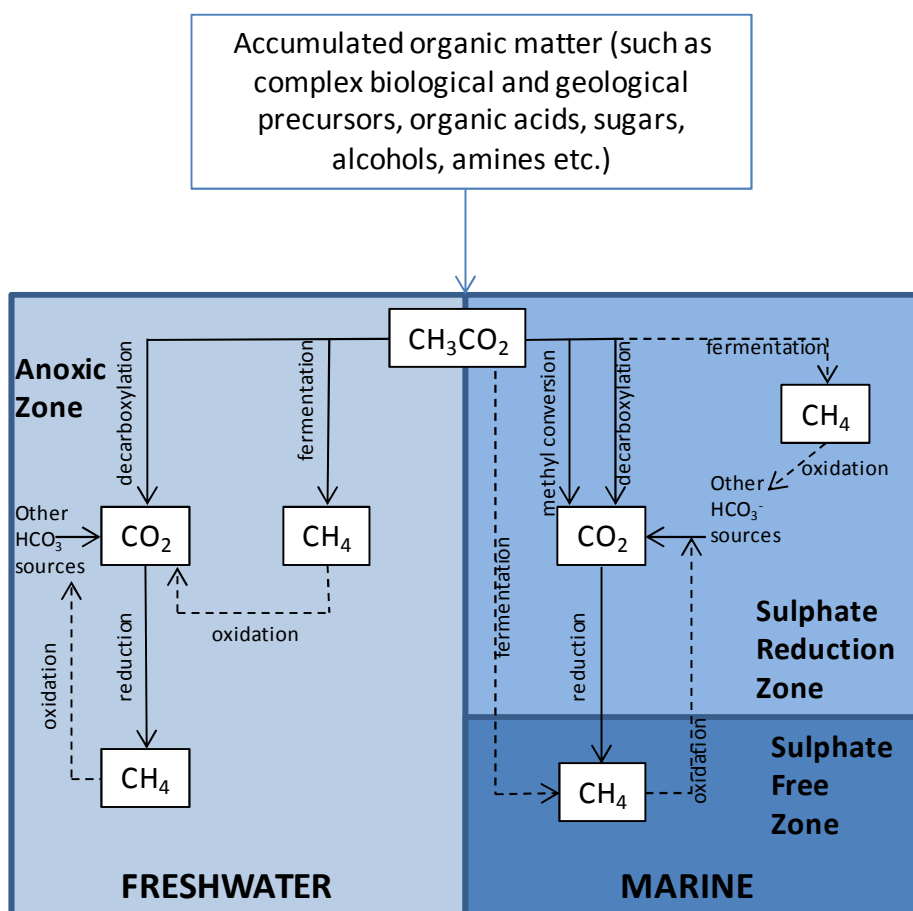 Accumulated organic matter (such as
complex biological and geological
precursors, organic acids, sugars,
alcohols, amines etc.)
CH₃CO₂
Anoxic
Zone
decarboxylation
fermentation
methyl conversion
decarboxylation
fermentation
CH₄
oxidation
Other
HCO₃⁻
sources
Other
HCO₃
sources
CO₂
CH₄
CO₂
oxidation
reduction
oxidation
fermentation
reduction
oxidation
Sulphate
Reduction
Zone
CH₄
CH₄
Sulphate
Free
Zone
FRESHWATER
MARINE